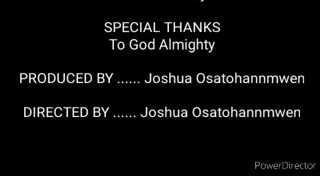 SPECIAL THANKS
To God Almighty
PRODUCED BY ...... Joshua Osatohannmwen
DIRECTED BY ...... Joshua Osatohannmwen
PowerDirector